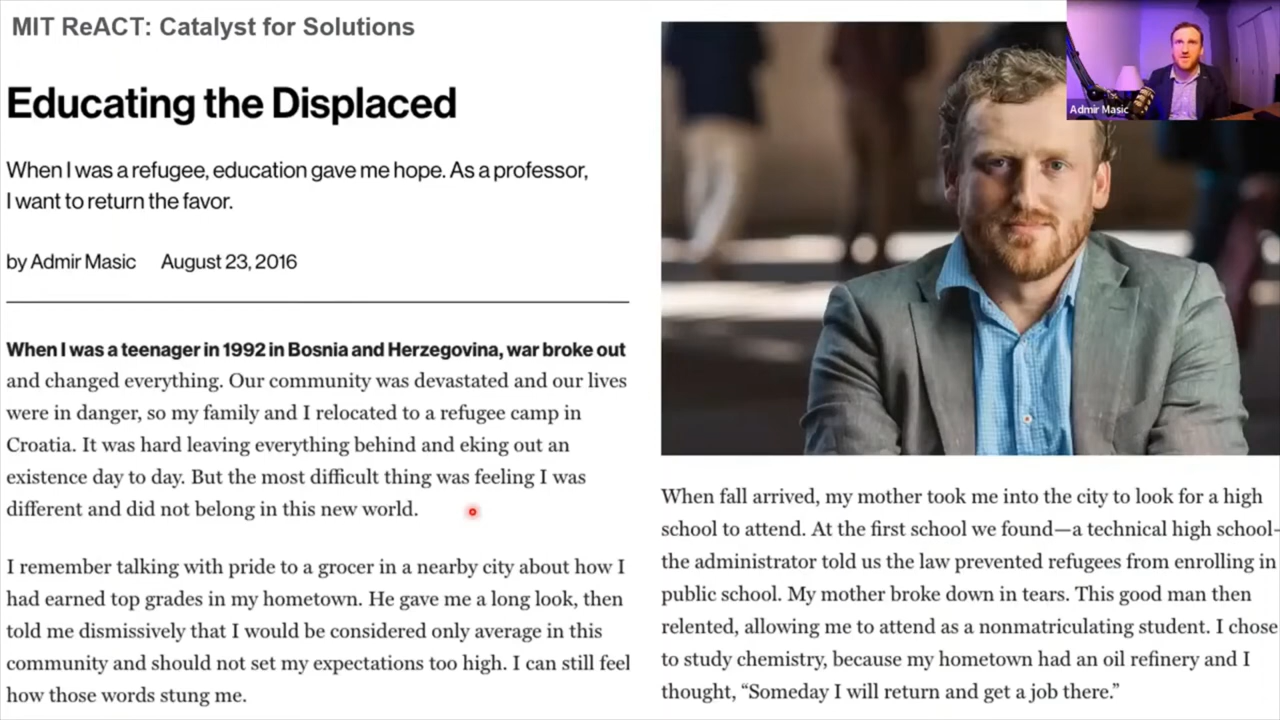 MIT ReACT: Catalyst for Solutions
Educating the Displaced
When I was a refugee, education gave me hope. As a professor,
I want to return the favor.
by Admir Masic August 23, 2016
When I was a teenager in 1992 in Bosnia and Herzegovina, war broke out
and changed everything. Our community was devastated and our lives
were in danger, so my family and I relocated to a refugee camp in
Croatia. It was hard leaving everything behind and eking out an
existence day to day. But the most difficult thing was feeling I was
different and did not belong in this new world.
I remember talking with pride to a grocer in a nearby city about how I
had earned top grades in my hometown. He gave me a long look, then
told me dismissively that I would be considered only average in this
community and should not set my expectations too high. I can still feel
how those words stung me.
Admir Masic
When fall arrived, my mother took me into the city to look for a high
school to attend. At the first school we found—a technical high school-
the administrator told us the law prevented refugees from enrolling in
public school. My mother broke down in tears. This good man then
relented, allowing me to attend as a nonmatriculating student. I chose
to study chemistry, because my hometown had an oil refinery and I
thought, “Someday I will return and get a job there.”